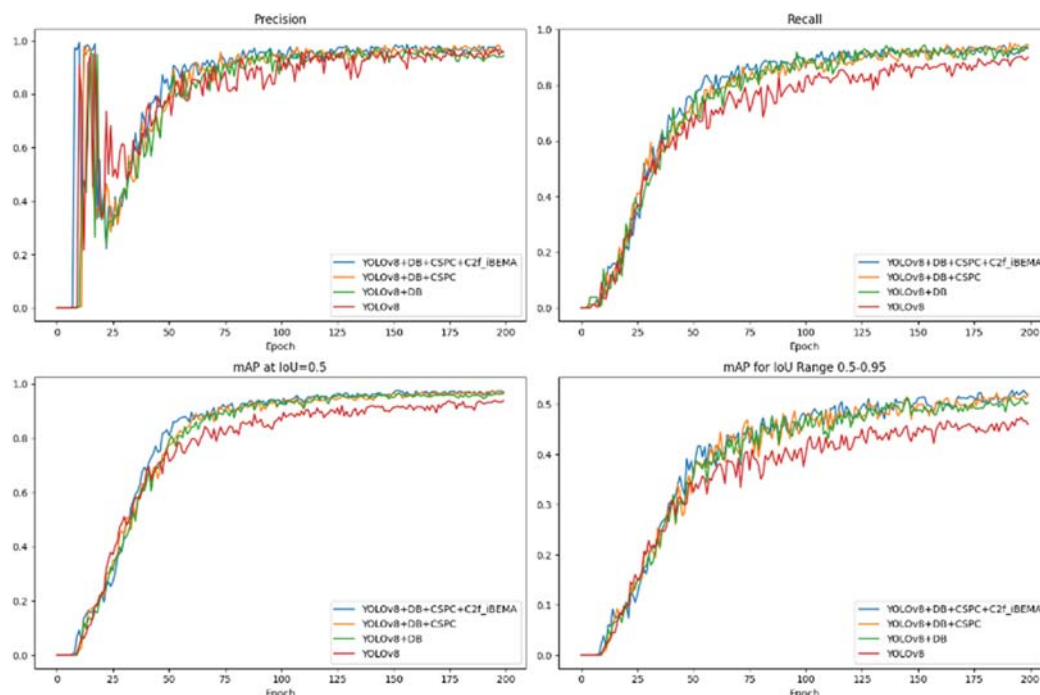 Precision
1.0
0.8
0.6
0.4
0.2
0.0
0 25 50 75 100 125 150 175 200
Epoch
YOLOv8+DB+CSPC+C2f_iBEMA
YOLOv8+DB+CSPC
YOLOv8+DB
YOLOv8
Recall
1.0
0.8
0.6
0.4
0.2
0.0
0 25 50 75 100 125 150 175 200
Epoch
YOLOv8+DB+CSPC+C2f_iBEMA
YOLOv8+DB+CSPC
YOLOv8+DB
YOLOv8
mAP at IoU=0.5
1.0
0.8
0.6
0.4
0.2
0.0
0 25 50 75 100 125 150 175 200
Epoch
YOLOv8+DB+CSPC+C2f_iBEMA
YOLOv8+DB+CSPC
YOLOv8+DB
YOLOv8
mAP for IoU Range 0.5-0.95
0.5
0.4
0.3
0.2
0.1
0.0
0 25 50 75 100 125 150 175 200
Epoch
YOLOv8+DB+CSPC+C2f_iBEMA
YOLOv8+DB+CSPC
YOLOv8+DB
YOLOv8